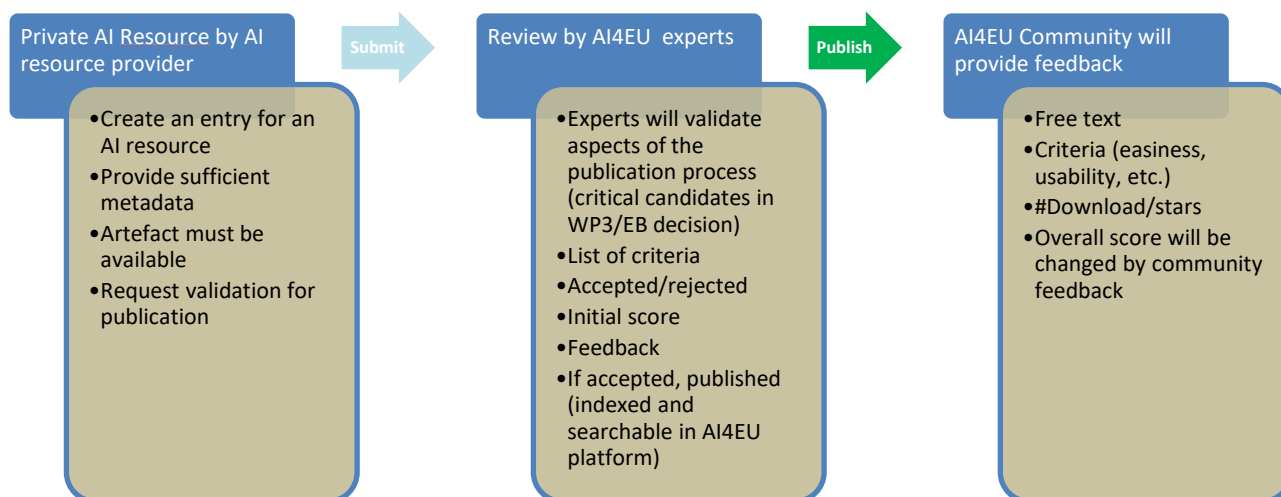 Private AI Resource by AI
resource provider
•Create an entry for an
AI resource
•Provide sufficient
metadata
•Artefact must be
available
•Request validation for
publication
Submit
Review by AI4EU  experts
•Experts will validate
aspects of the
publication process
(critical candidates in
WP3/EB decision)
•List of criteria
•Accepted/rejected
•Initial score
•Feedback
•If accepted, published
(indexed and
searchable in AI4EU
platform)
Publish
AI4EU Community will
provide feedback
•Free text
•Criteria (easiness,
usability, etc.)
•#Download/stars
•Overall score will be
changed by community
feedback